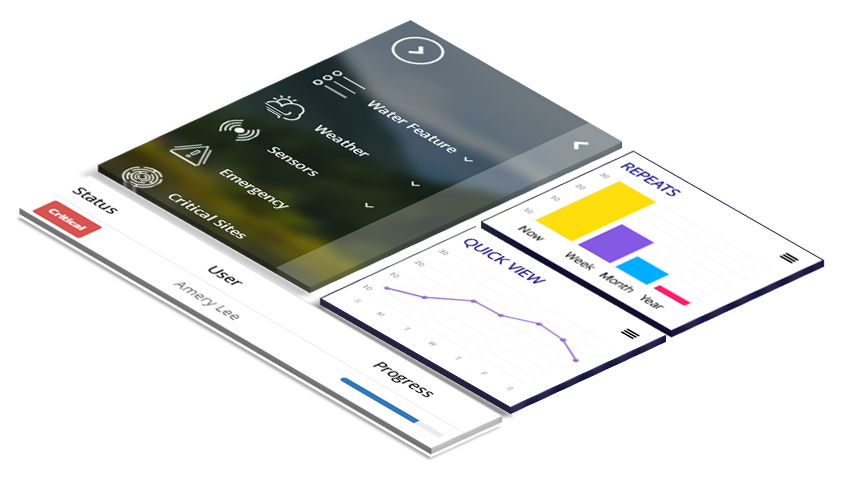 Water Feature
Weather
Sensors
Emergency
Critical Sites
Status
Critical
User
Amery Lee
Progress
REPEATS
30
20
10
Now
Week
Month
Year
QUICK VIEW
30
20
10
10
S
M
T
W
T
F
S